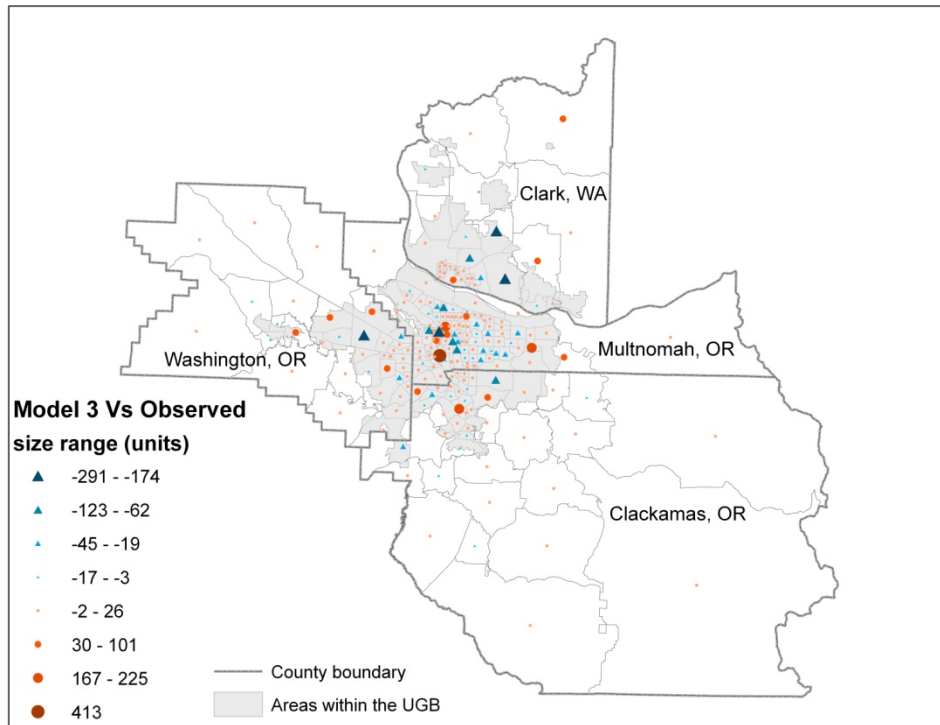 Clark, WA
Multnomah, OR
Washington, OR
Clackamas, OR
Model 3 Vs Observed
size range (units)
-291 - -174
-123 - -62
-45 - -19
-17 - -3
-2 - 26
30 - 101
167 - 225
413
County boundary
Areas within the UGB